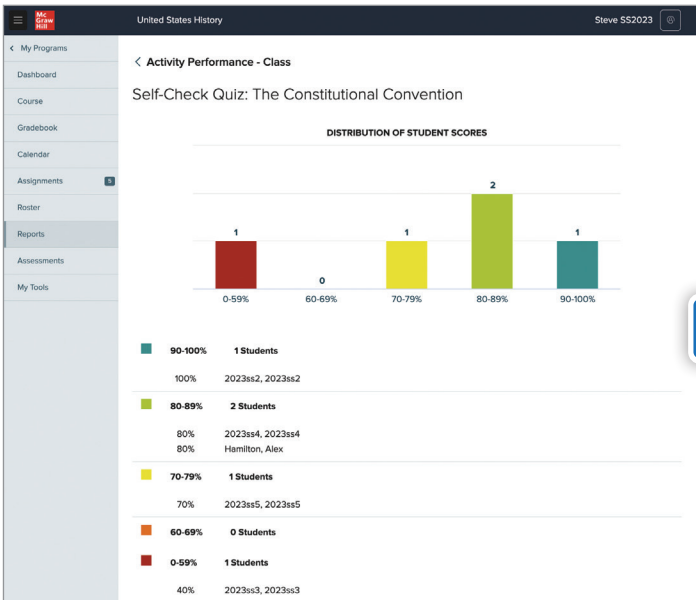 Mc
Graw
Hill
United States History
Steve SS2023
My Programs
Dashboard
Course
Gradebook
Calendar
Assignments 5
Roster
Reports
Assessments
My Tools
Activity Performance - Class
Self-Check Quiz: The Constitutional Convention
DISTRIBUTION OF STUDENT SCORES
1 0 1 2 1
0-59% 60-69% 70-79% 80-89% 90-100%
90-100% 1 Students
100% 2023ss2, 2023ss2
80-89% 2 Students
80% 2023ss4, 2023ss4
80% Hamilton, Alex
70-79% 1 Students
70% 2023ss5, 2023ss5
60-69% 0 Students
0-59% 1 Students
40% 2023ss3, 2023ss3